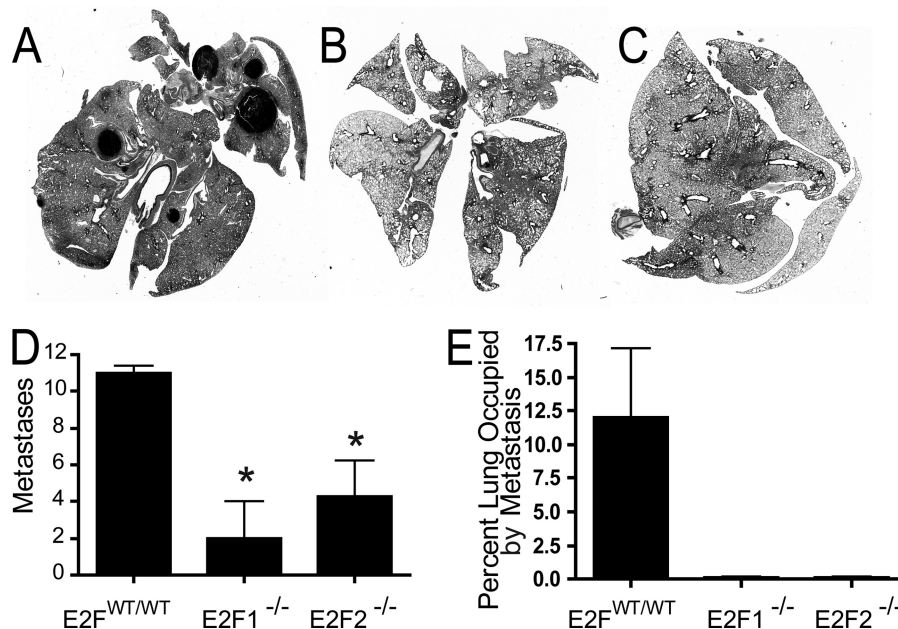 A
B
C
D
Metastases
12
10
8
6
4
2
0
*
*
E2F^WT/WT
E2F1 -/-
E2F2 -/-
E
Percent Lung Occupied
by Metastasis
17.5
15.0
12.5
10.0
7.5
5.0
2.5
0.0
E2F^WT/WT
E2F1 -/-
E2F2 -/-